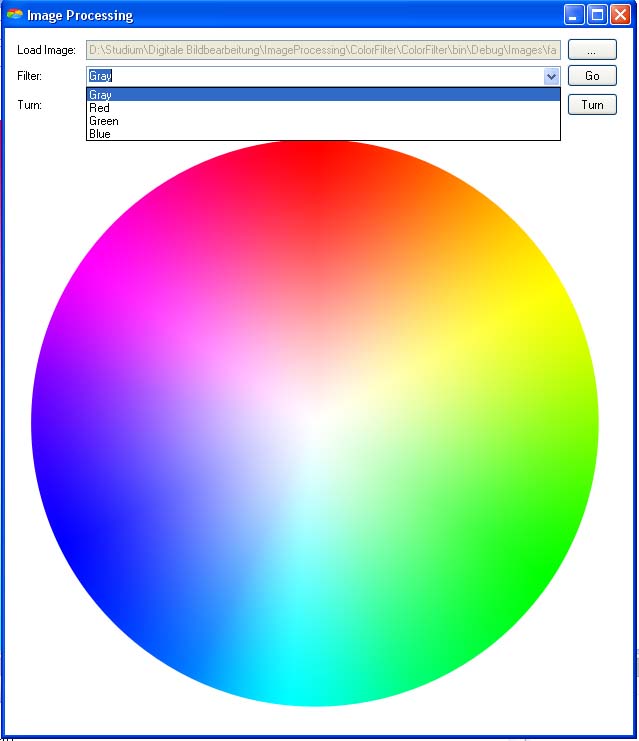 Image Processing
Load Image: D:\Studium\Digitale Bildbearbeitung\ImageProcessing\ColorFilter\ColorFilter\bin\Debug\Images\fa ...
Filter: Gray Go
Gray
Red
Green
Blue
Turn: Turn